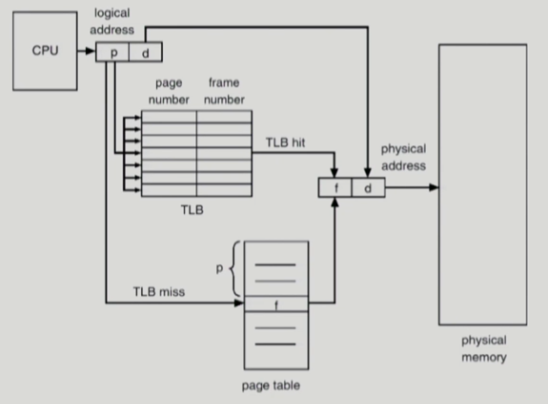 logical
address
CPU
p d
page frame
number number
TLB hit
physical
address
f d
TLB
p
TLB miss
f
page table
physical
memory